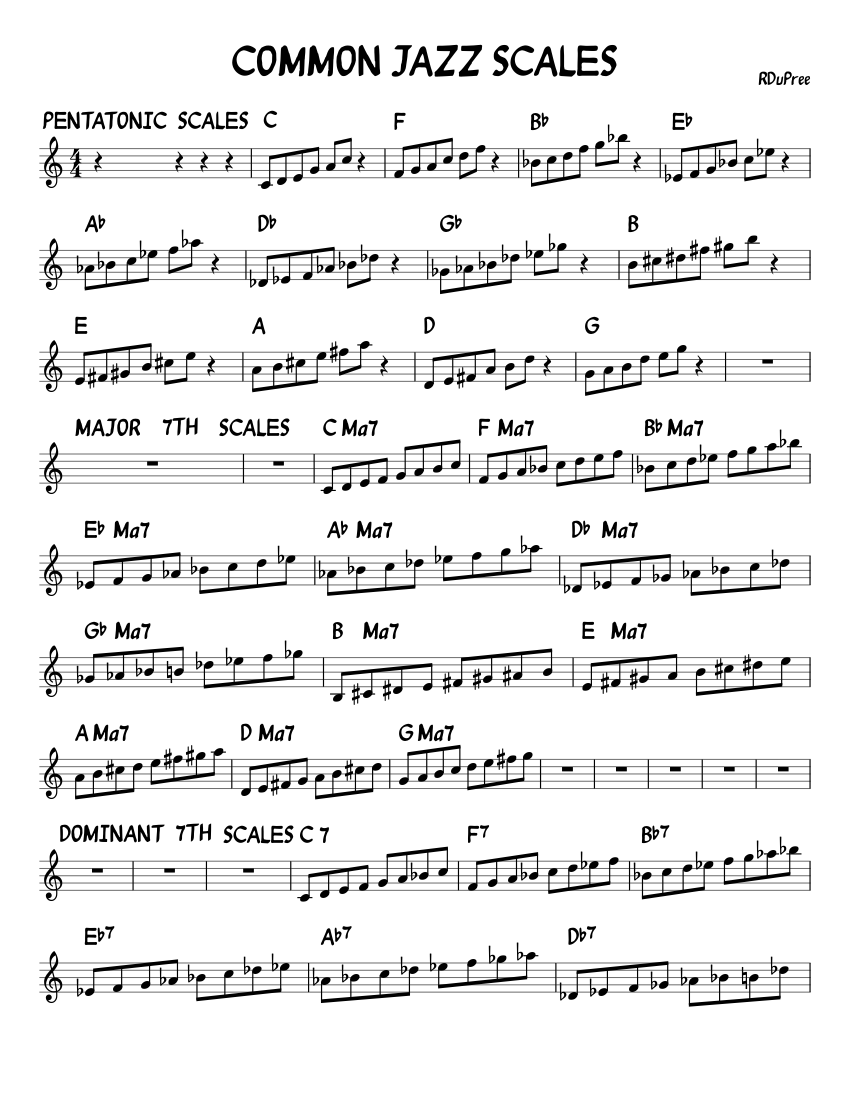 COMMON JAZZ SCALES
RDuPree
PENTATONIC SCALES C F B♭ E♭
4
4
A♭ D♭ G♭ B
E A D G
MAJOR 7TH SCALES C Ma7 F Ma7 B♭ Ma7
E♭ Ma7 A♭ Ma7 D♭ Ma7
G♭ Ma7 B Ma7 E Ma7
A Ma7 D Ma7 G Ma7
DOMINANT 7TH SCALES C 7 F7 B♭7
E♭7 A♭7 D♭7